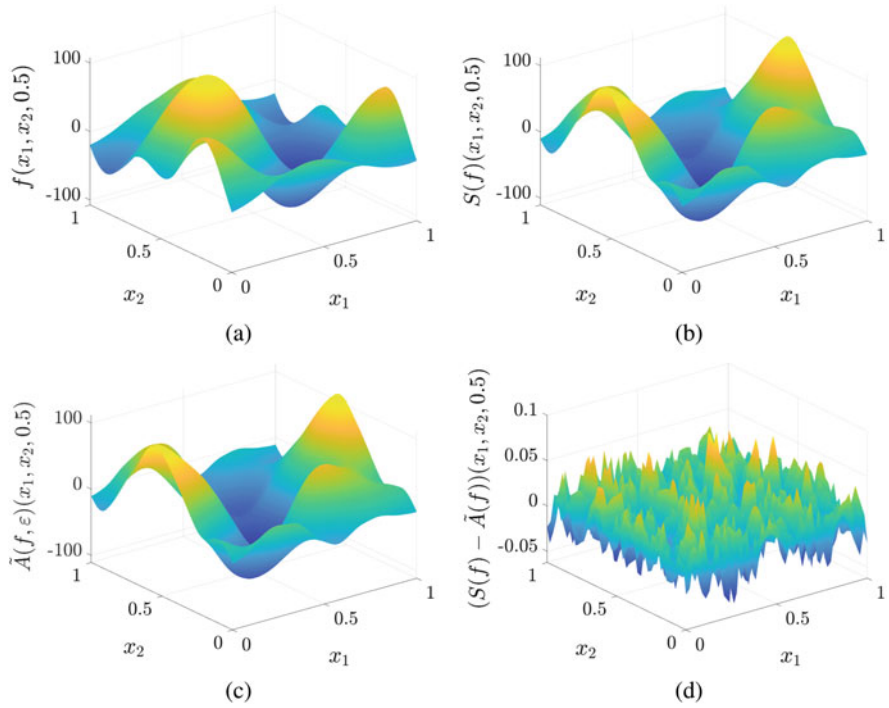 100
0
-100
1
0.5
0
0
0.5
1
f(x₁, x₂, 0.5)
x₂
x₁
(a)
100
0
-100
1
0.5
0
0
0.5
1
S(f)(x₁, x₂, 0.5)
x₂
x₁
(b)
100
0
-100
1
0.5
0
0
0.5
1
Ã(f, ε)(x₁, x₂, 0.5)
x₂
x₁
(c)
0.1
0.05
0
-0.05
1
0.5
0
0
0.5
1
(S(f) − Ã(f))(x₁, x₂, 0.5)
x₂
x₁
(d)